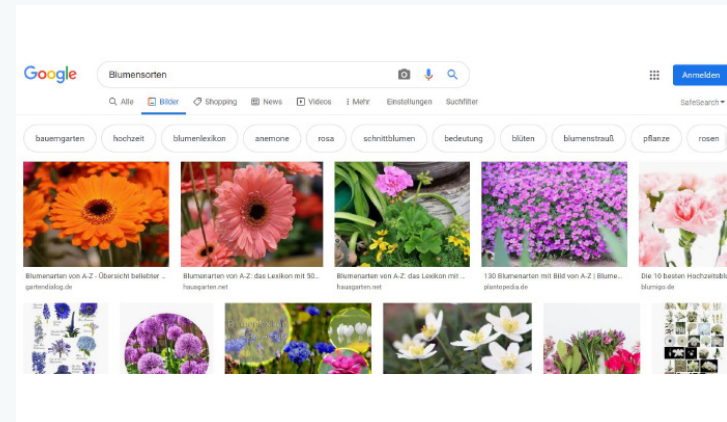 Google
Blumensorten
Anmelden
Alle Bilder Shopping News Videos Mehr Einstellungen Suchfilter
SafeSearch
bauerngarten hochzeit blumenlexikon anemone rosa schnittblumen bedeutung blüten blumenstrauß pflanze rosen
Blumenarten von A-Z - Übersicht beliebter ...
Blumenarten von A-Z: das Lexikon mit 50...
Blumenarten von A-Z: das Lexikon mit ...
130 Blumenarten mit Bild von A-Z | Blume...
Die 10 besten Hochzeitsbl
gartendialog.de
hausgarten.net
hausgarten.net
plantopedia.de
blumigo.de